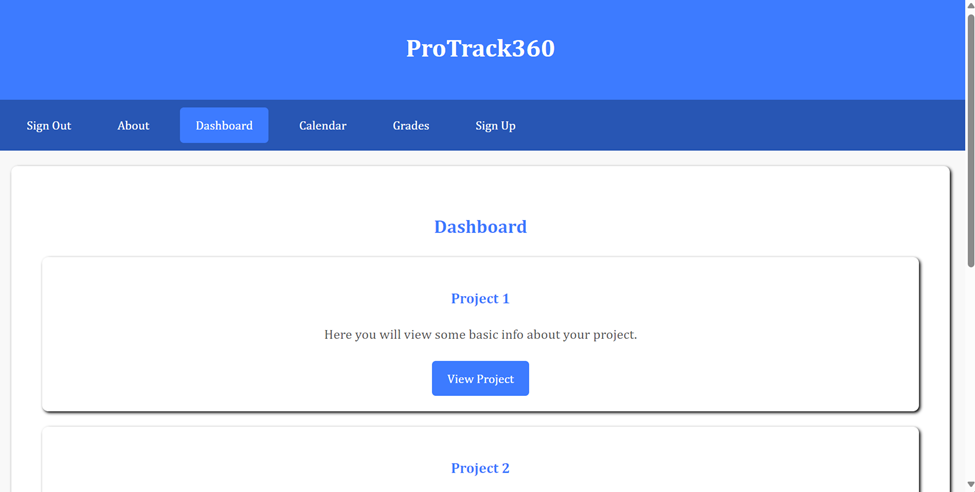 ProTrack360
Sign Out About Dashboard Calendar Grades Sign Up
Dashboard
Project 1
Here you will view some basic info about your project.
View Project
Project 2